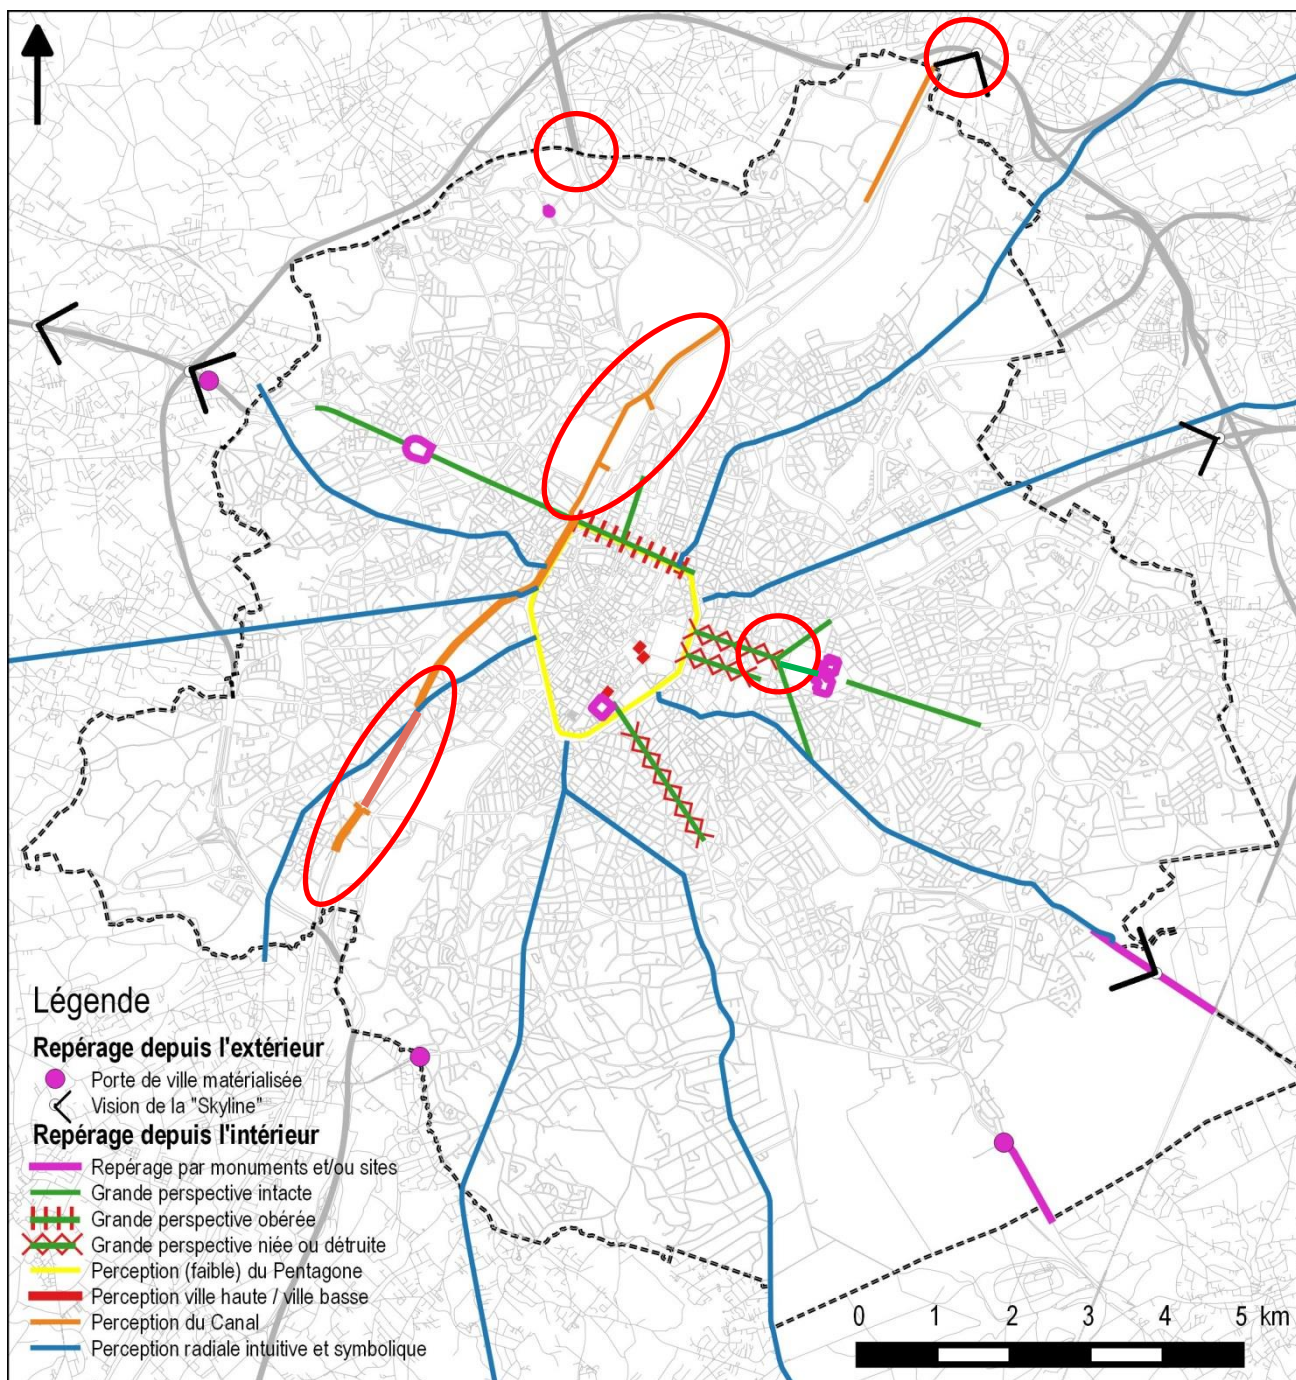 Légende
Repérage depuis l'extérieur
Porte de ville matérialisée
Vision de la "Skyline"
Repérage depuis l'intérieur
Repérage par monuments et/ou sites
Grande perspective intacte
Grande perspective obérée
Grande perspective niée ou détruite
Perception (faible) du Pentagone
Perception ville haute / ville basse
Perception du Canal
Perception radiale intuitive et symbolique
0 1 2 3 4 5 km